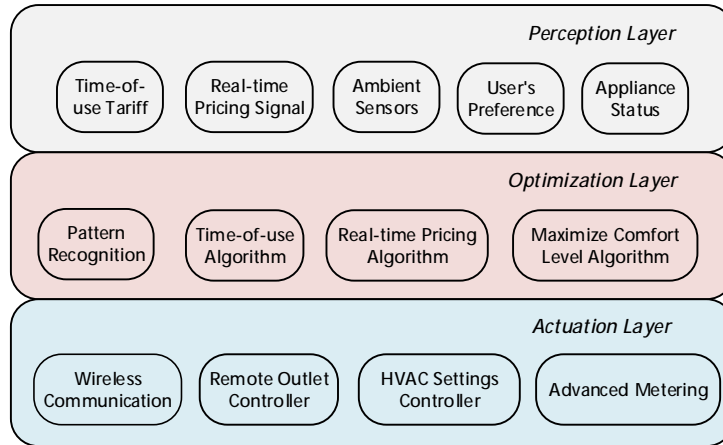 Perception Layer
Time-of-
use Tariff
Real-time
Pricing Signal
Ambient
Sensors
User's
Preference
Appliance
Status
Optimization Layer
Pattern
Recognition
Time-of-use
Algorithm
Real-time Pricing
Algorithm
Maximize Comfort
Level Algorithm
Actuation Layer
Wireless
Communication
Remote Outlet
Controller
HVAC Settings
Controller
Advanced Metering